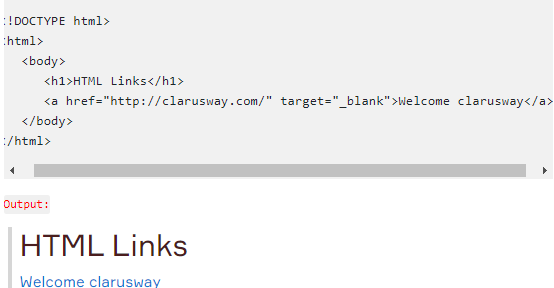 <!DOCTYPE html>
<html>
<body>
<h1>HTML Links</h1>
<a href="http://clarusway.com/" target="_blank">Welcome clarusway</a>
</body>
</html>
Output:
HTML Links
Welcome clarusway